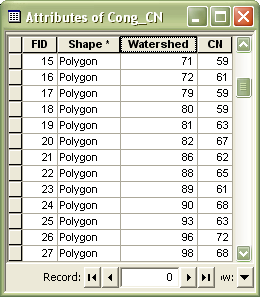 Attributes of Cong_CN
FID Shape * Watershed CN
15 Polygon 71 59
16 Polygon 72 61
17 Polygon 79 59
18 Polygon 80 59
19 Polygon 81 63
20 Polygon 82 67
21 Polygon 86 62
22 Polygon 88 65
23 Polygon 89 61
24 Polygon 90 68
25 Polygon 93 63
26 Polygon 96 72
27 Polygon 98 68
Record: 0